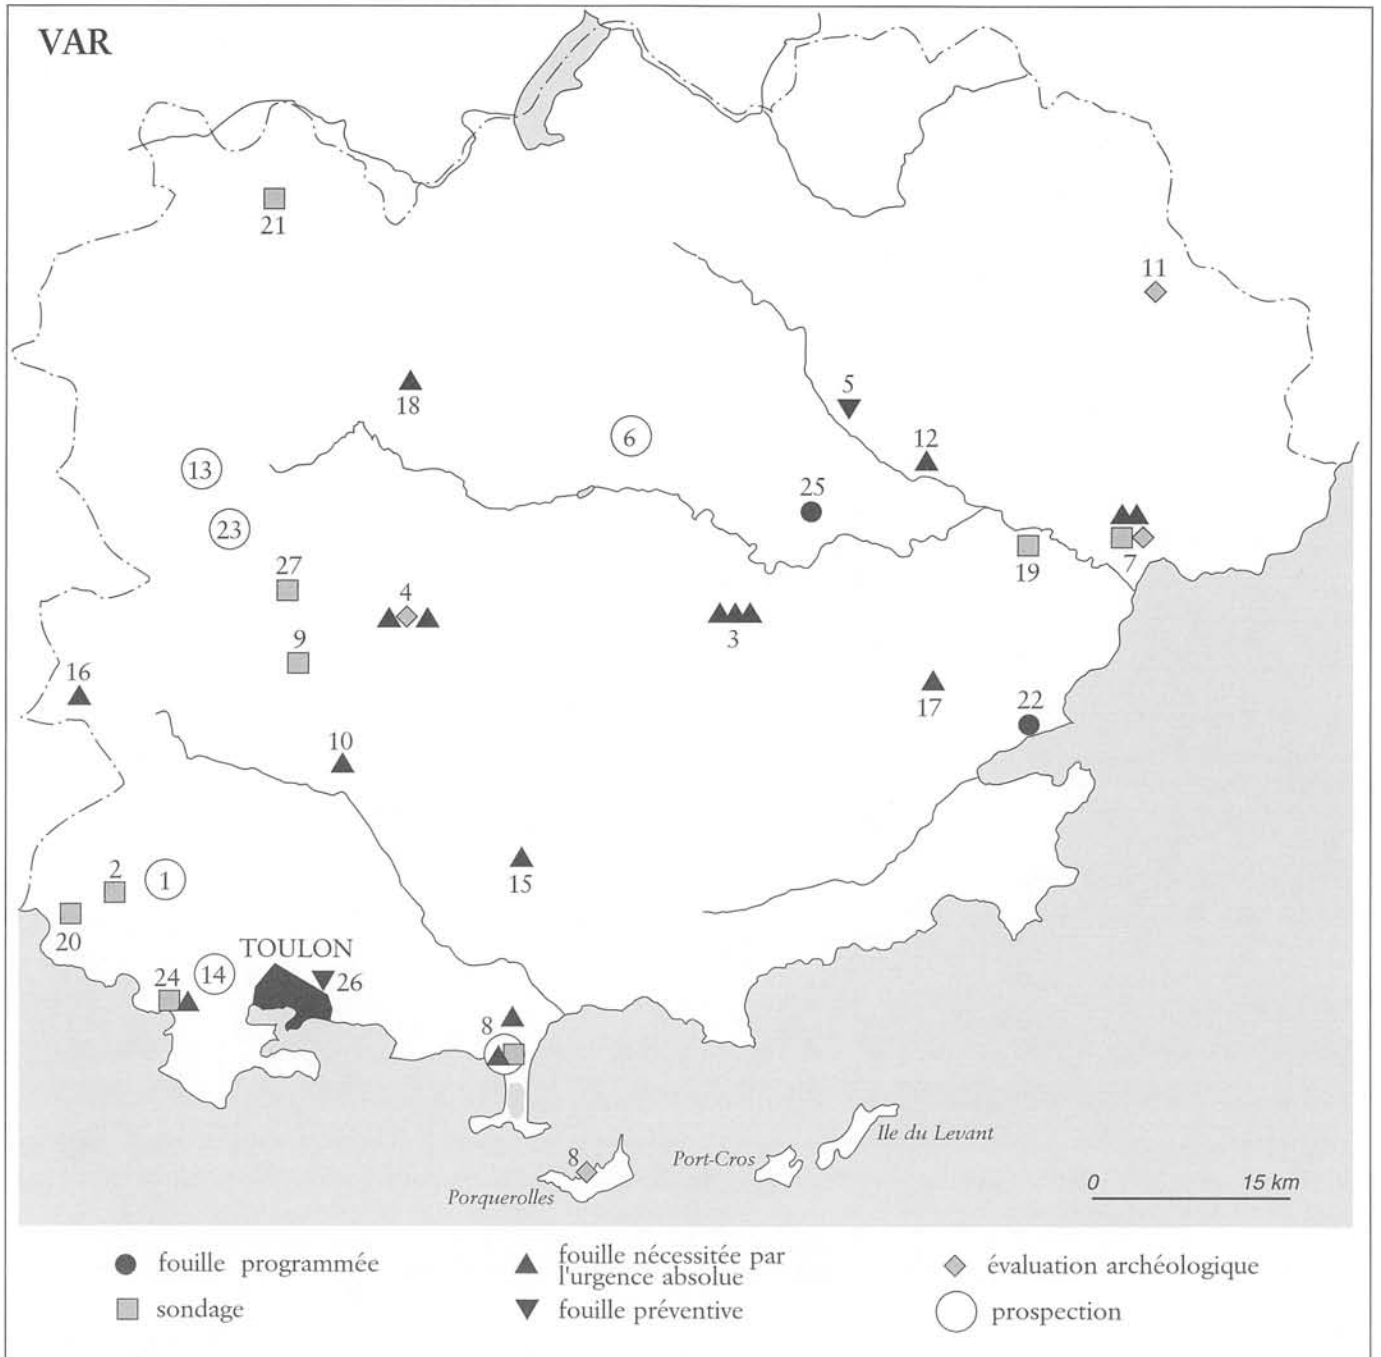 VAR
21
11
5
18
6
12
13
25
23
27
19
7
4
9
3
16
17
22
10
2
1
15
20
TOULON
14
24
26
8
Ile du Levant
8
Port-Cros
Porquerolles
0 15 km
fouille programmée
fouille nécessitée par
l'urgence absolue
évaluation archéologique
sondage
fouille préventive
prospection